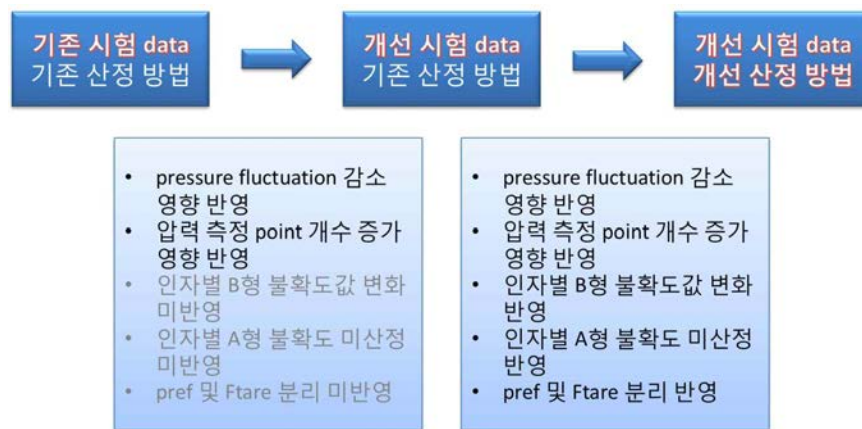 기존 시험 data
기존 산정 방법
개선 시험 data
기존 산정 방법
개선 시험 data
개선 산정 방법
• pressure fluctuation 감소
영향 반영
• 압력 측정 point 개수 증가
영향 반영
• 인자별 B형 불확도값 변화
미반영
• 인자별 A형 불확도 미산정
미반영
• pref 및 Ftare 분리 미반영
• pressure fluctuation 감소
영향 반영
• 압력 측정 point 개수 증가
영향 반영
• 인자별 B형 불확도값 변화
반영
• 인자별 A형 불확도 미산정
반영
• pref 및 Ftare 분리 반영